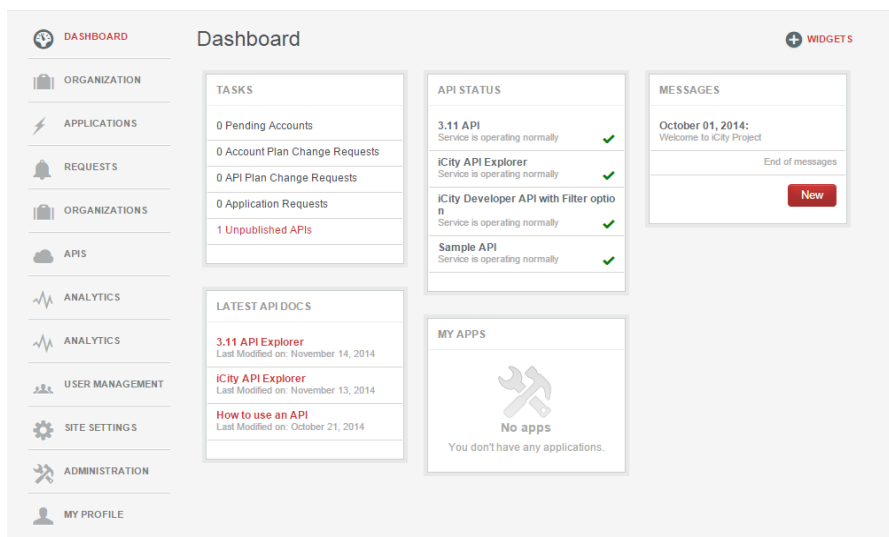 DASHBOARD
ORGANIZATION
APPLICATIONS
REQUESTS
ORGANIZATIONS
APIS
ANALYTICS
ANALYTICS
USER MANAGEMENT
SITE SETTINGS
ADMINISTRATION
MY PROFILE
Dashboard
WIDGETS
TASKS
0 Pending Accounts
0 Account Plan Change Requests
0 API Plan Change Requests
0 Application Requests
1 Unpublished APIs
LATEST API DOCS
3.11 API Explorer
Last Modified on: November 14, 2014
iCity API Explorer
Last Modified on: November 13, 2014
How to use an API
Last Modified on: October 21, 2014
API STATUS
3.11 API
Service is operating normally
iCity API Explorer
Service is operating normally
iCity Developer API with Filter optio
n
Service is operating normally
Sample API
Service is operating normally
MY APPS
No apps
You don't have any applications.
MESSAGES
October 01, 2014:
Welcome to iCity Project
End of messages
New